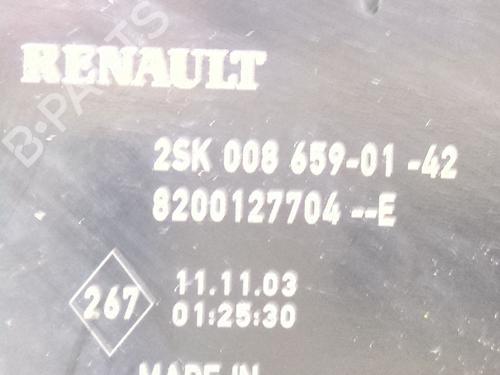 RENAULT
2SK 008 659-01 -42
8200127704 --E
267
11.11.03
01:25:30
MADE IN
B-PARTS